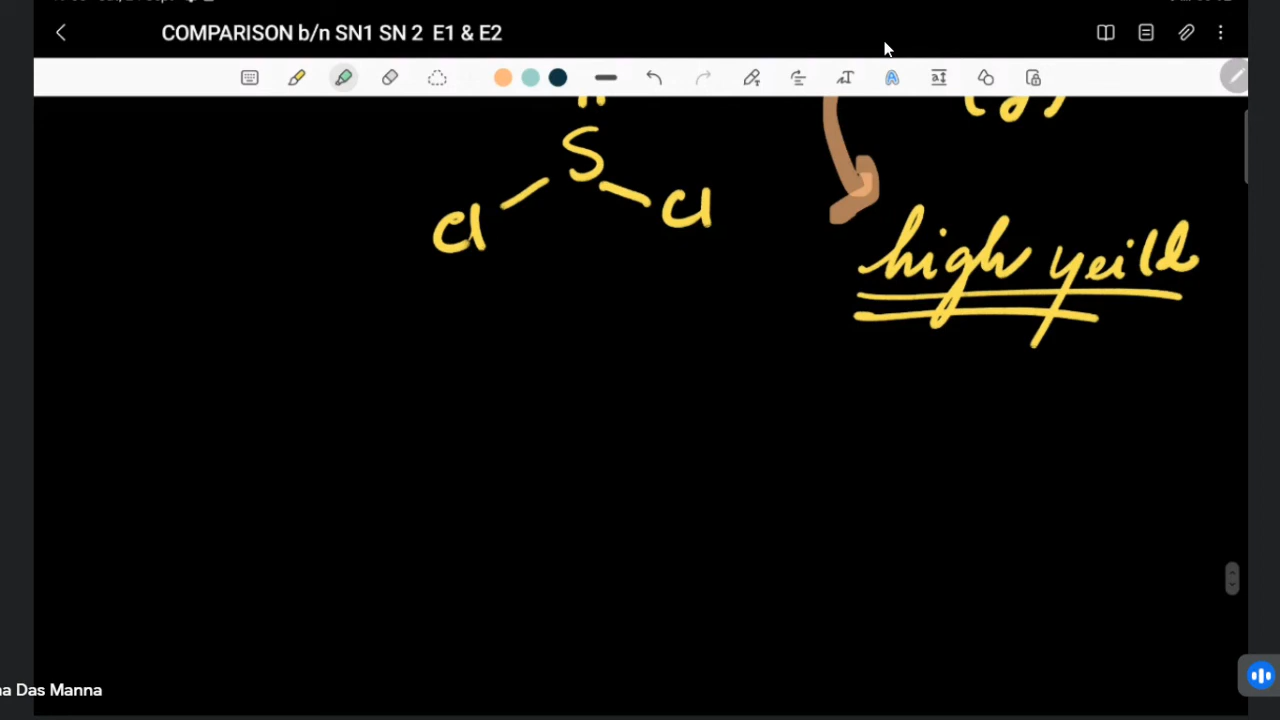 COMPARISON b/n SN1 SN 2 E1 & E2
(g)
S
Cl
Cl
high yeild
a Das Manna